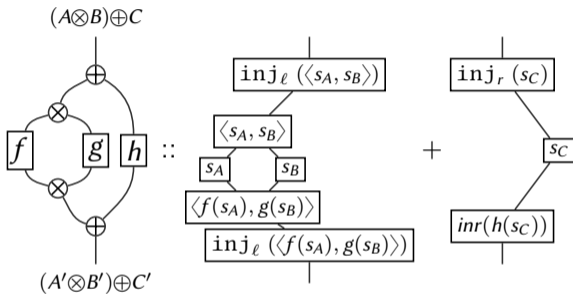 (A⊗B)⊕C
⊕
inj_ℓ (⟨s_A, s_B⟩)
inj_r (s_C)
⊗
⟨s_A, s_B⟩
f
g
h
::
s_A
s_B
+
s_C
⊗
⟨f(s_A), g(s_B)⟩
⊕
inj_ℓ (⟨f(s_A), g(s_B)⟩)
inr(h(s_C))
(A′⊗B′)⊕C′